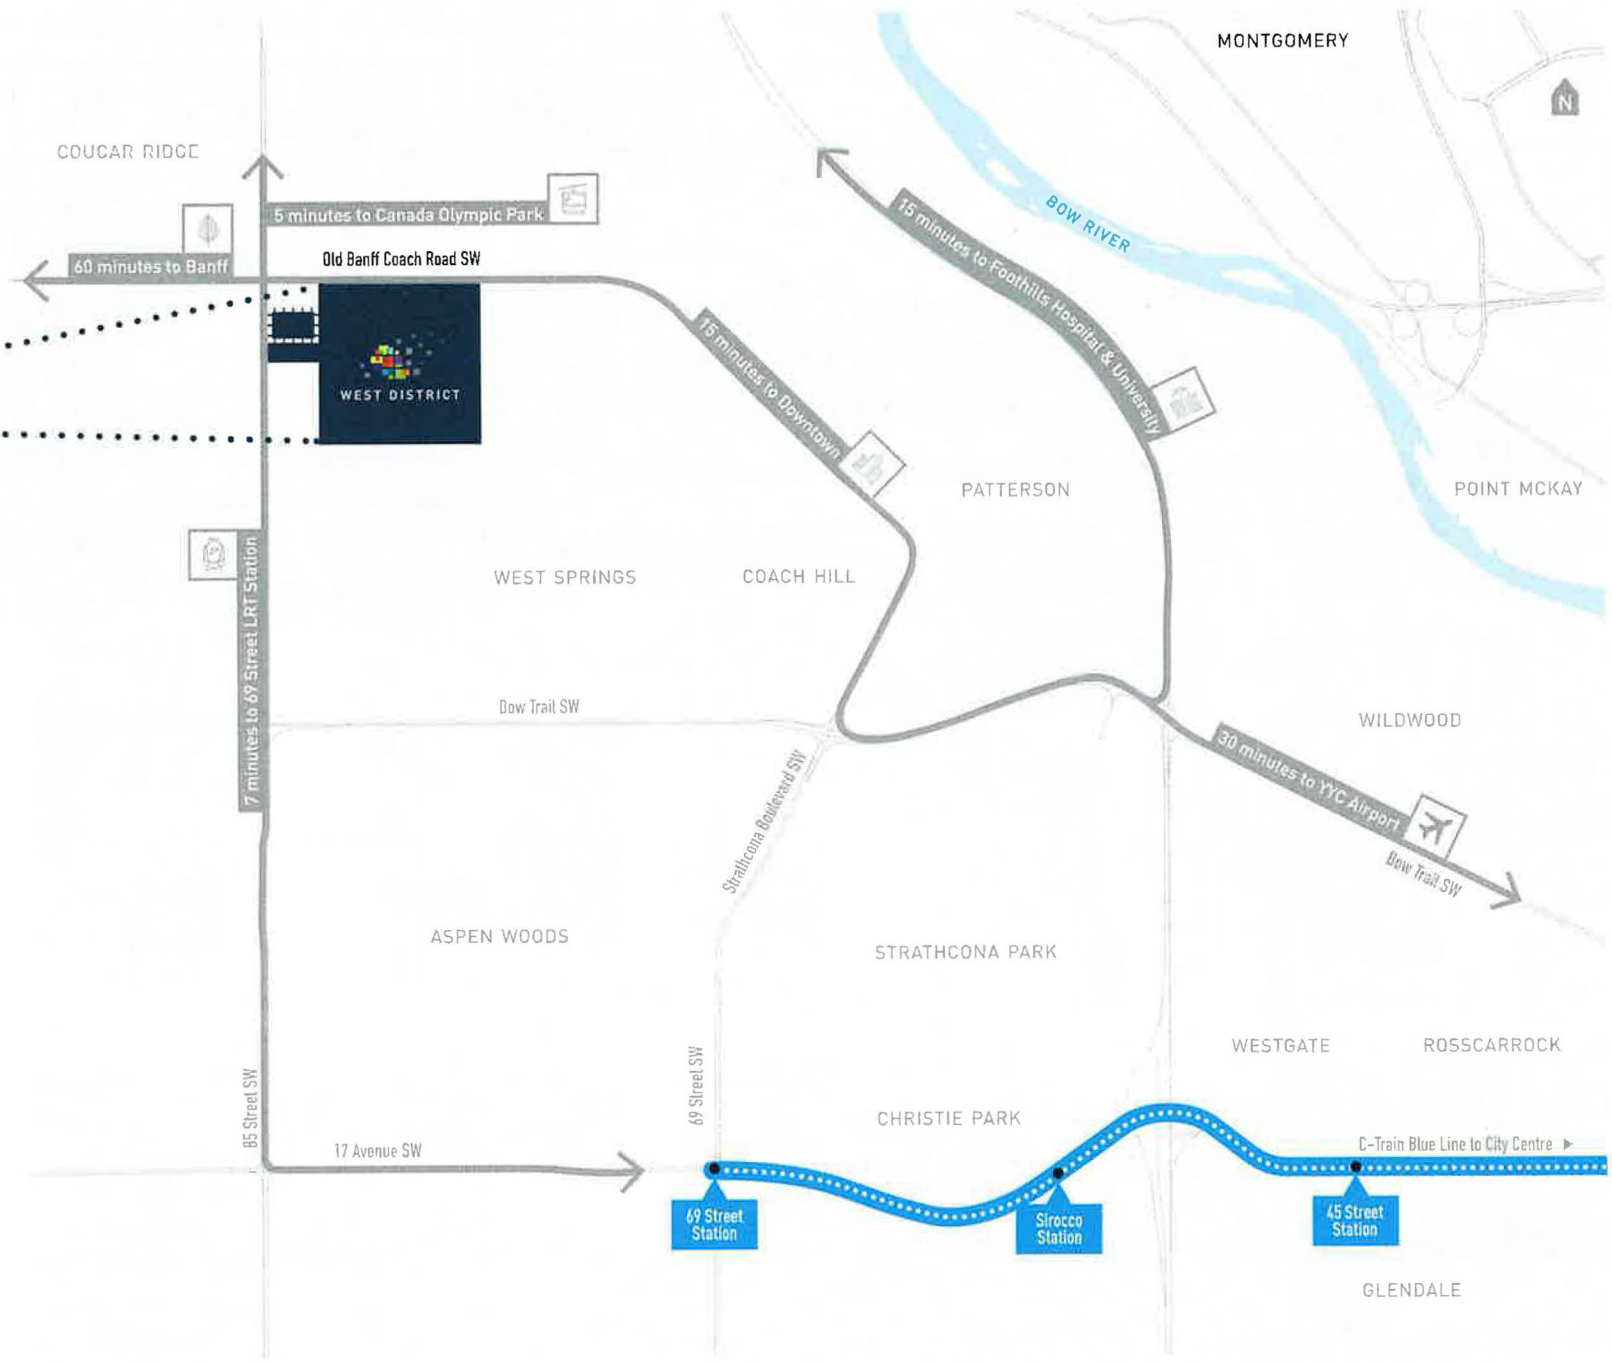 MONTGOMERY
N
COUGAR RIDGE
5 minutes to Canada Olympic Park
60 minutes to Banff
Old Banff Coach Road SW
15 minutes to Foothills Hospital & University
BOW RIVER
15 minutes to Downtown
WEST DISTRICT
PATTERSON
POINT MCKAY
7 minutes to 69 Street LRT Station
WEST SPRINGS
COACH HILL
Bow Trail SW
WILDWOOD
30 minutes to YYC Airport
Strathcona Boulevard SW
Bow Trail SW
ASPEN WOODS
STRATHCONA PARK
WESTGATE
ROSSCARROCK
85 Street SW
69 Street SW
CHRISTIE PARK
17 Avenue SW
C-Train Blue Line to City Centre
69 Street
Station
Sirocco
Station
45 Street
Station
GLENDALE